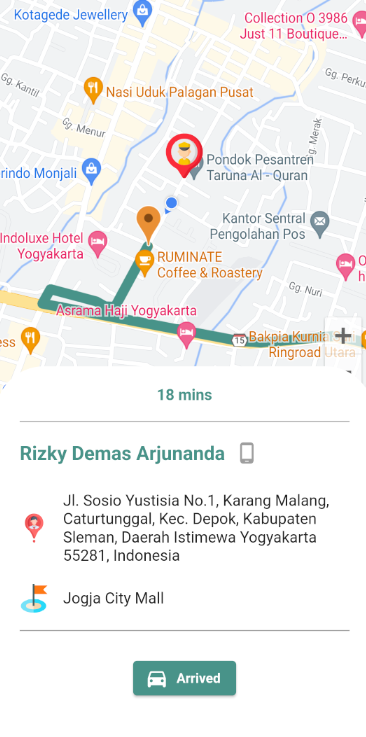 Kotagede Jewellery
Collection O 3986
Just 11 Boutique...
Gg. Kantil
Nasi Uduk Palagan Pusat
Gg. Perku
Gg. Menur
Gg. Merak
Pondok Pesantren
Taruna Al - Quran
rindo Monjali
Kantor Sentral
Pengolahan Pos
Indoluxe Hotel
Yogyakarta
RUMINATE
Coffee & Roastery
O
h
Gg. Nuri
Asrama Haji Yogyakarta
ess
15
Bakpia Kurnia
Ringroad Utara
+
18 mins
Rizky Demas Arjunanda
Jl. Sosio Yustisia No.1, Karang Malang,
Caturtunggal, Kec. Depok, Kabupaten
Sleman, Daerah Istimewa Yogyakarta
55281, Indonesia
Jogja City Mall
Arrived